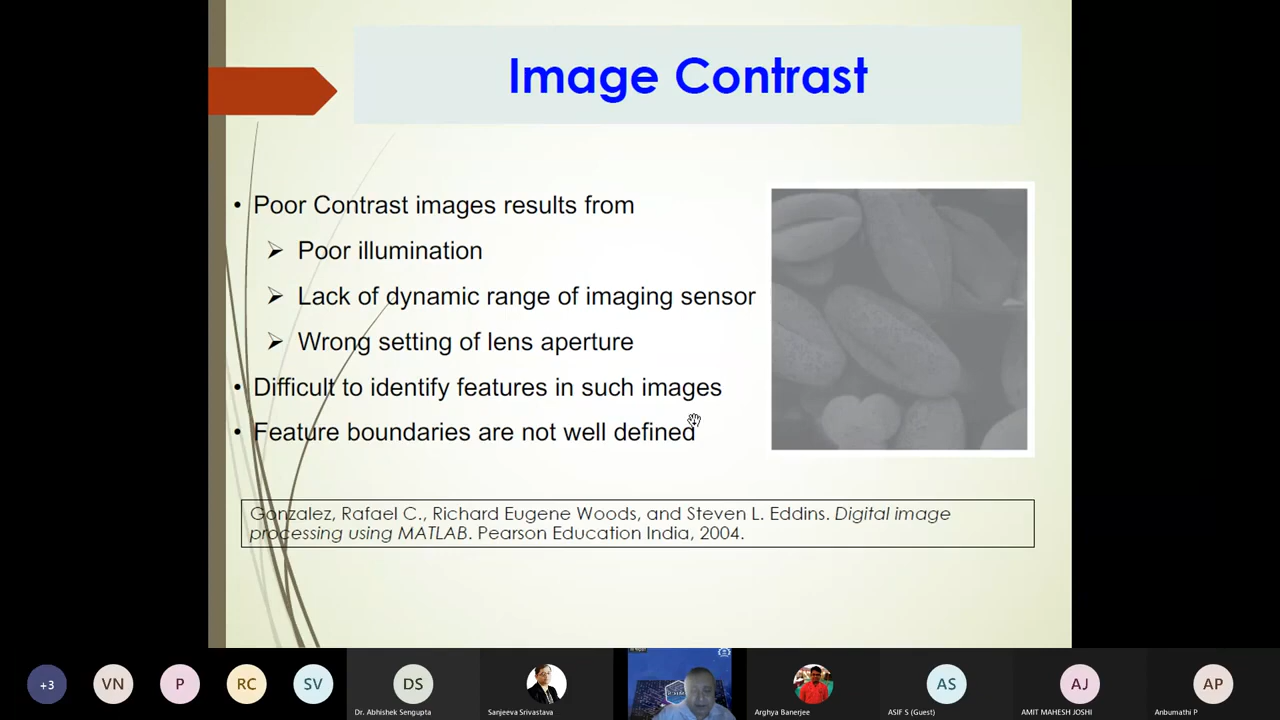 Image Contrast
• Poor Contrast images results from
➢ Poor illumination
➢ Lack of dynamic range of imaging sensor
➢ Wrong setting of lens aperture
• Difficult to identify features in such images
• Feature boundaries are not well defined
Gonzalez, Rafael C., Richard Eugene Woods, and Steven L. Eddins. Digital image
processing using MATLAB. Pearson Education India, 2004.
+3 VN P RC SV DS AS AJ AP
Dr. Abhishek Sengupta Sanjeeva Srivastava Arghya Banerjee ASIF S (Guest) AMIT MAHESH JOSHI Anbumathi P